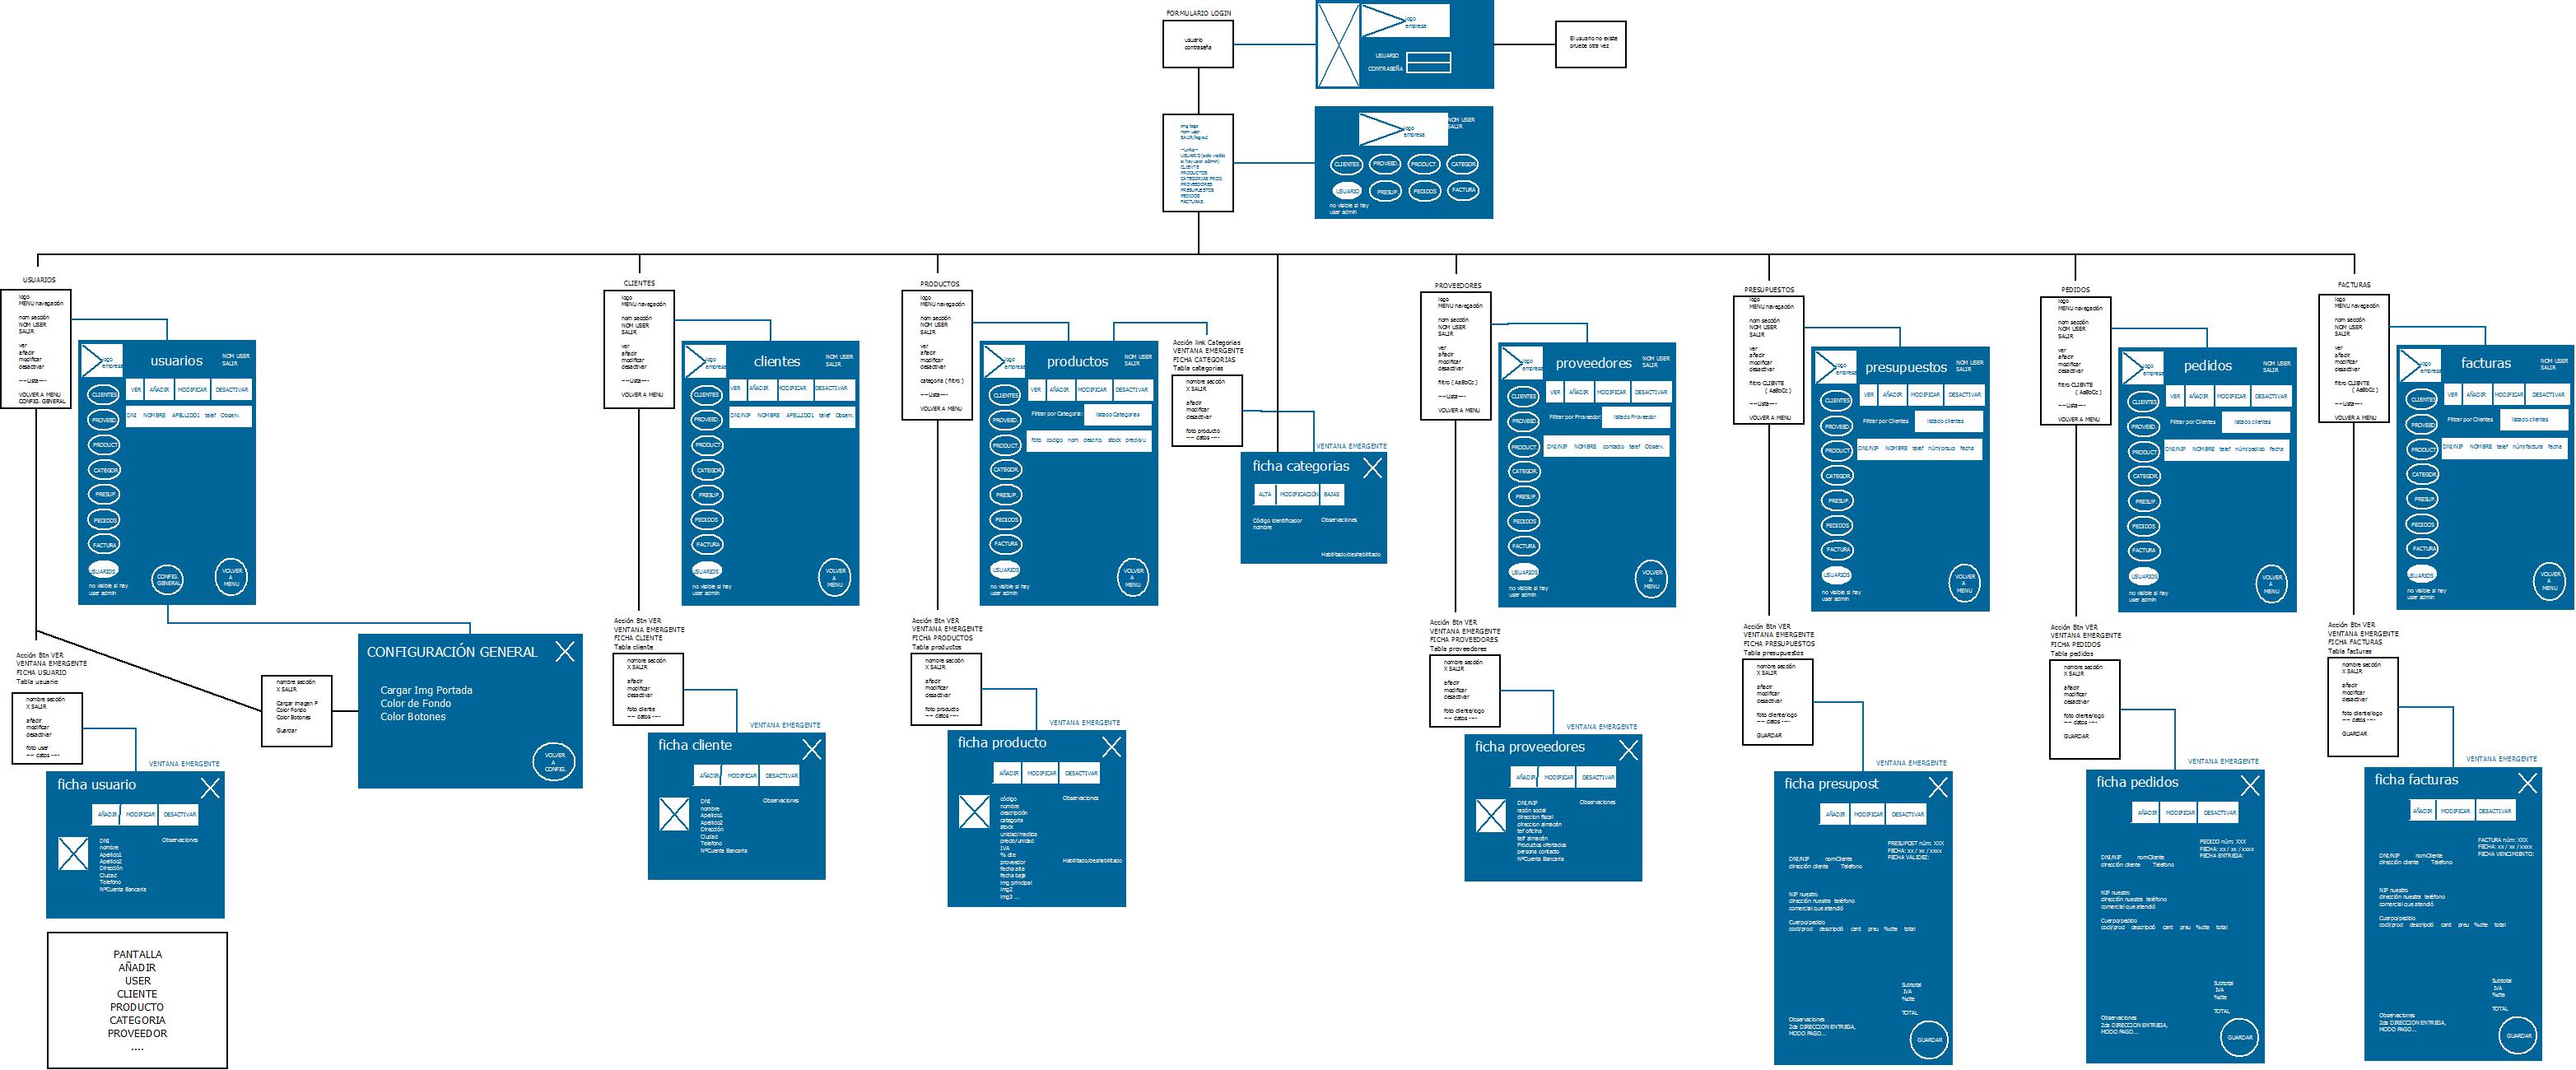 FORMULARIO LOGIN
usuario
contraseña
logo
empresa
USUARIO
CONTRASEÑA
El usuario no existe
pruebe otra vez
img logo
nom user
SALIR/logout
---Links---
USUARIO (solo visible
si hay user admin)
CLIENTE
PRODUCTOS
CATEGORIAS PROD.
PROVEEDORES
PRESUPUESTOS
PEDIDOS
FACTURAS
logo
empresa
NOM USER
SALIR
CLIENTES
PROVEED.
PRODUCT.
CATEGOR.
USUARIO
PRESUP.
PEDIDOS
FACTURA
no visible si hay
user admin
USUARIOS
logo
MENU navegación
nom sección
NOM USER
SALIR
ver
añadir
modificar
desactivar
----Lista----
VOLVER A MENU
CONFIG. GENERAL
logo
empresa
usuarios
NOM USER
SALIR
VER AÑADIR MODIFICAR DESACTIVAR
DNI NOMBRE APELLIDO1 telef Observ.
CLIENTES
PROVEED.
PRODUCT
CATEGOR.
PRESUP.
PEDIDOS
FACTURA
USUARIOS
no visible si hay
user admin
CONFIG.
GENERAL
VOLVER
A
MENU
CLIENTES
logo
MENU navegación
nom sección
NOM USER
SALIR
ver
añadir
modificar
desactivar
----Lista----
VOLVER A MENU
logo
empresa
clientes
NOM USER
SALIR
VER AÑADIR MODIFICAR DESACTIVAR
DNI/NIF NOMBRE APELLIDO1 telef Observ.
CLIENTES
PROVEED.
PRODUCT.
CATEGOR.
PRESUP.
PEDIDOS
FACTURA
USUARIOS
no visible si hay
user admin
VOLVER
A
MENU
PRODUCTOS
logo
MENU navegación
nom sección
NOM USER
SALIR
ver
añadir
modificar
desactivar
categoria ( filtro )
----Lista----
VOLVER A MENU
logo
empresa
productos
NOM USER
SALIR
VER AÑADIR MODIFICAR DESACTIVAR
Filtrar por Categoria: listado Categorias
foto codigo nom descrip. stock precio/u
CLIENTES
PROVEED.
PRODUCT
CATEGOR.
PRESUP.
PEDIDOS
FACTURA
USUARIOS
no visible si hay
user admin
VOLVER
A
MENU
Acción link Categorias
VENTANA EMERGENTE
FICHA CATEGORIAS
Tabla categorias
nombre sección
X SALIR
añadir
modificar
desactivar
foto producto
---- datos ----
VENTANA EMERGENTE
ficha categorias
ALTA MODIFICACIÓN BAJAS
Código identificador
nombre
Observaciones
Habilitado/deshabilitado
PROVEEDORES
logo
MENU navegación
nom sección
NOM USER
SALIR
ver
añadir
modificar
desactivar
filtro ( AaBbCc )
----Lista----
VOLVER A MENU
logo
empresa
proveedores
NOM USER
SALIR
VER AÑADIR MODIFICAR DESACTIVAR
Filtrar por Proveedor: listado Proveedor
DNI/NIF NOMBRE contacto telef Observ.
CLIENTES
PROVEED
PRODUCT
CATEGOR.
PRESUP.
PEDIDOS
FACTURA
USUARIOS
no visible si hay
user admin
VOLVER
A
MENU
PRESUPUESTOS
logo
MENU navegación
nom sección
NOM USER
SALIR
ver
añadir
modificar
desactivar
filtro CLIENTE
( AaBbCc )
----Lista----
VOLVER A MENU
logo
empresa
presupuestos
NOM USER
SALIR
VER AÑADIR MODIFICAR DESACTIVAR
Filtrar por Clientes listado clientes
DNI/NIF NOMBRE telef núm/prsup fecha
CLIENTES
PROVEED
PRODUCT
CATEGOR.
PRESUP.
PEDIDOS
FACTURA
USUARIOS
no visible si hay
user admin
VOLVER
A
MENU
PEDIDOS
logo
MENU navegación
nom sección
NOM USER
SALIR
ver
añadir
modificar
desactivar
filtro CLIENTE
( AaBbCc )
----Lista----
VOLVER A MENU
logo
empresa
pedidos
NOM USER
SALIR
VER AÑADIR MODIFICAR DESACTIVAR
Filtrar por Clientes listado clientes
DNI/NIF NOMBRE telef núm/pedido fecha
CLIENTES
PROVEED
PRODUCT
CATEGOR.
PRESUP
PEDIDOS
FACTURA
USUARIOS
no visible si hay
user admin
VOLVER
A
MENU
FACTURAS
logo
MENU navegación
nom sección
NOM USER
SALIR
ver
añadir
modificar
desactivar
filtro CLIENTE
( AaBbCc )
----Lista----
VOLVER A MENU
logo
empresa
facturas
NOM USER
SALIR
VER AÑADIR MODIFICAR DESACTIVAR
Filtrar por Clientes listado clientes
DNI/NIF NOMBRE telef núm/factura fecha
CLIENTES
PROVEED
PRODUCT
CATEGOR.
PRESUP
PEDIDOS
FACTURA
USUARIOS
no visible si hay
user admin
VOLVER
A
MENU
Acción Btn VER
VENTANA EMERGENTE
FICHA USUARIO
Tabla usuario
nombre sección
X SALIR
añadir
modificar
desactivar
foto user
---- datos ----
VENTANA EMERGENTE
ficha usuario
AÑADIR MODIFICAR DESACTIVAR
DNI
nombre
Apellido1
Apellido2
Dirección
Ciudad
Telefono
NºCuenta Bancaria
Observaciones
nombre sección
X SALIR
Cargar imagen P
Color Fondo
Color Botones
Guardar
CONFIGURACIÓN GENERAL
Cargar Img Portada
Color de Fondo
Color Botones
VOLVER
A
CONFIG.
Acción Btn VER
VENTANA EMERGENTE
FICHA CLIENTE
Tabla cliente
nombre sección
X SALIR
añadir
modificar
desactivar
foto cliente
---- datos ----
VENTANA EMERGENTE
ficha cliente
AÑADIR MODIFICAR DESACTIVAR
DNI
nombre
Apellido1
Apellido2
Dirección
Ciudad
Telefono
NºCuenta Bancaria
Observaciones
Acción Btn VER
VENTANA EMERGENTE
FICHA PRODUCTOS
Tabla productos
nombre sección
X SALIR
añadir
modificar
desactivar
foto producto
---- datos ----
VENTANA EMERGENTE
ficha producto
AÑADIR MODIFICAR DESACTIVAR
código
nombre
descripción
categoria
stock
unidad/medida
precio/unidad
IVA
% dte
proveedor
fecha alta
fecha baja
Img principal
Img2
Img3 ...
Observaciones
Habilitado/deshabilitado
Acción Btn VER
VENTANA EMERGENTE
FICHA PROVEEDORES
Tabla proveedores
nombre sección
X SALIR
añadir
modificar
desactivar
foto cliente/logo
---- datos ----
VENTANA EMERGENTE
ficha proveedores
AÑADIR MODIFICAR DESACTIVAR
DNI/NIF
razón social
direccion fiscal
direccion almacén
telf oficina
telf almacén
Productos ofertados
persona contacto
NºCuenta Bancaria
Observaciones
Acción Btn VER
VENTANA EMERGENTE
FICHA PRESUPUESTOS
Tabla presupuestos
nombre sección
X SALIR
añadir
modificar
desactivar
foto cliente/logo
---- datos ----
GUARDAR
VENTANA EMERGENTE
ficha presupost
AÑADIR MODIFICAR DESACTIVAR
PRESUPOST núm: XXX
FECHA: xx / xx / xxxx
FECHA VALIDEZ:
DNI/NIF nomCliente
dirección cliente Telefono
NIF nuestro
dirección nuestra teléfono
comercial que atendió
Cuerpo/pedido
codi/prod descripció cant preu %dte total
Subtotal
IVA
%dte
TOTAL
Observaciones
2da DIRECCION ENTREGA,
MODO PAGO...
GUARDAR
Acción Btn VER
VENTANA EMERGENTE
FICHA PEDIDOS
Tabla pedidos
nombre sección
X SALIR
añadir
modificar
desactivar
foto cliente/logo
---- datos ----
GUARDAR
VENTANA EMERGENTE
ficha pedidos
AÑADIR MODIFICAR DESACTIVAR
PEDIDO núm: XXX
FECHA: xx / xx / xxxx
FECHA ENTREGA:
DNI/NIF nomCliente
dirección cliente Telefono
NIF nuestro
dirección nuestra teléfono
comercial que atendió
Cuerpo/pedido
codi/prod descripció cant preu %dte total
Subtotal
IVA
%dte
TOTAL
Observaciones
2da DIRECCION ENTREGA,
MODO PAGO...
GUARDAR
Acción Btn VER
VENTANA EMERGENTE
FICHA FACTURAS
Tabla facturas
nombre sección
X SALIR
añadir
modificar
desactivar
foto cliente/logo
---- datos ----
GUARDAR
VENTANA EMERGENTE
ficha facturas
AÑADIR MODIFICAR DESACTIVAR
FACTURA núm: XXX
FECHA: xx / xx / xxxx
FECHA VENCIMIENTO:
DNI/NIF nomCliente
dirección cliente Telefono
NIF nuestro
dirección nuestra teléfono
comercial que atendió
Cuerpo/pedido
codi/prod descripció cant preu %dte total
Subtotal
IVA
%dte
TOTAL
Observaciones
2da DIRECCION ENTREGA,
MODO PAGO...
GUARDAR
PANTALLA
AÑADIR
USER
CLIENTE
PRODUCTO
CATEGORIA
PROVEEDOR
....